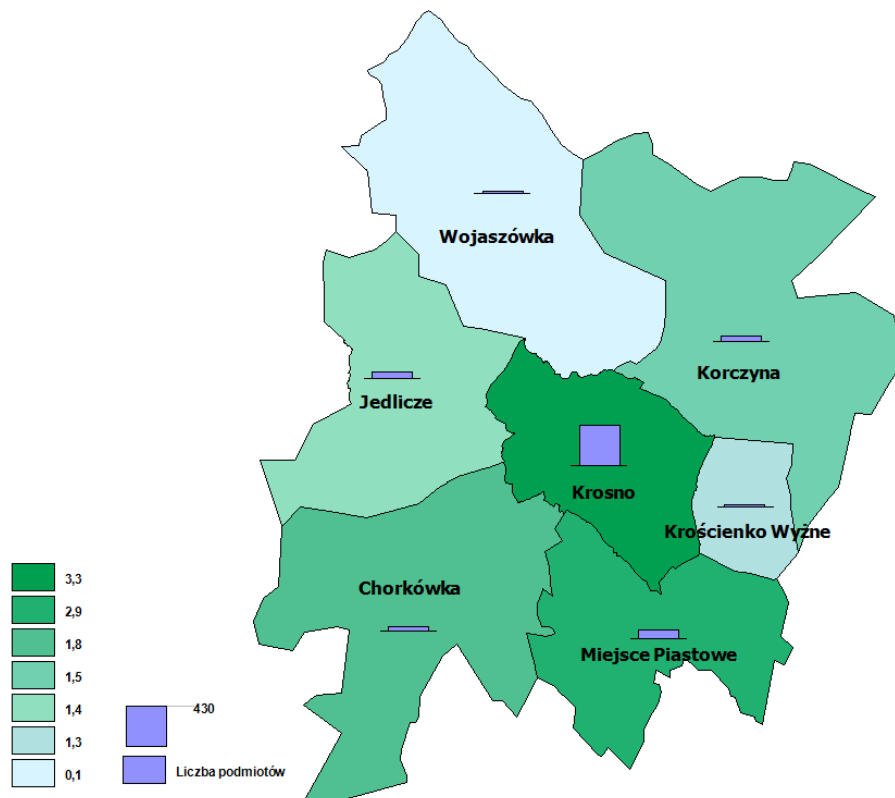 Wojaszówka
Korczyna
Jedlicze
Krosno
Krościenko Wyżne
Chorkówka
Miejsce Piastowe
3,3
2,9
1,8
1,5
1,4
1,3
0,1
430
Liczba podmiotów